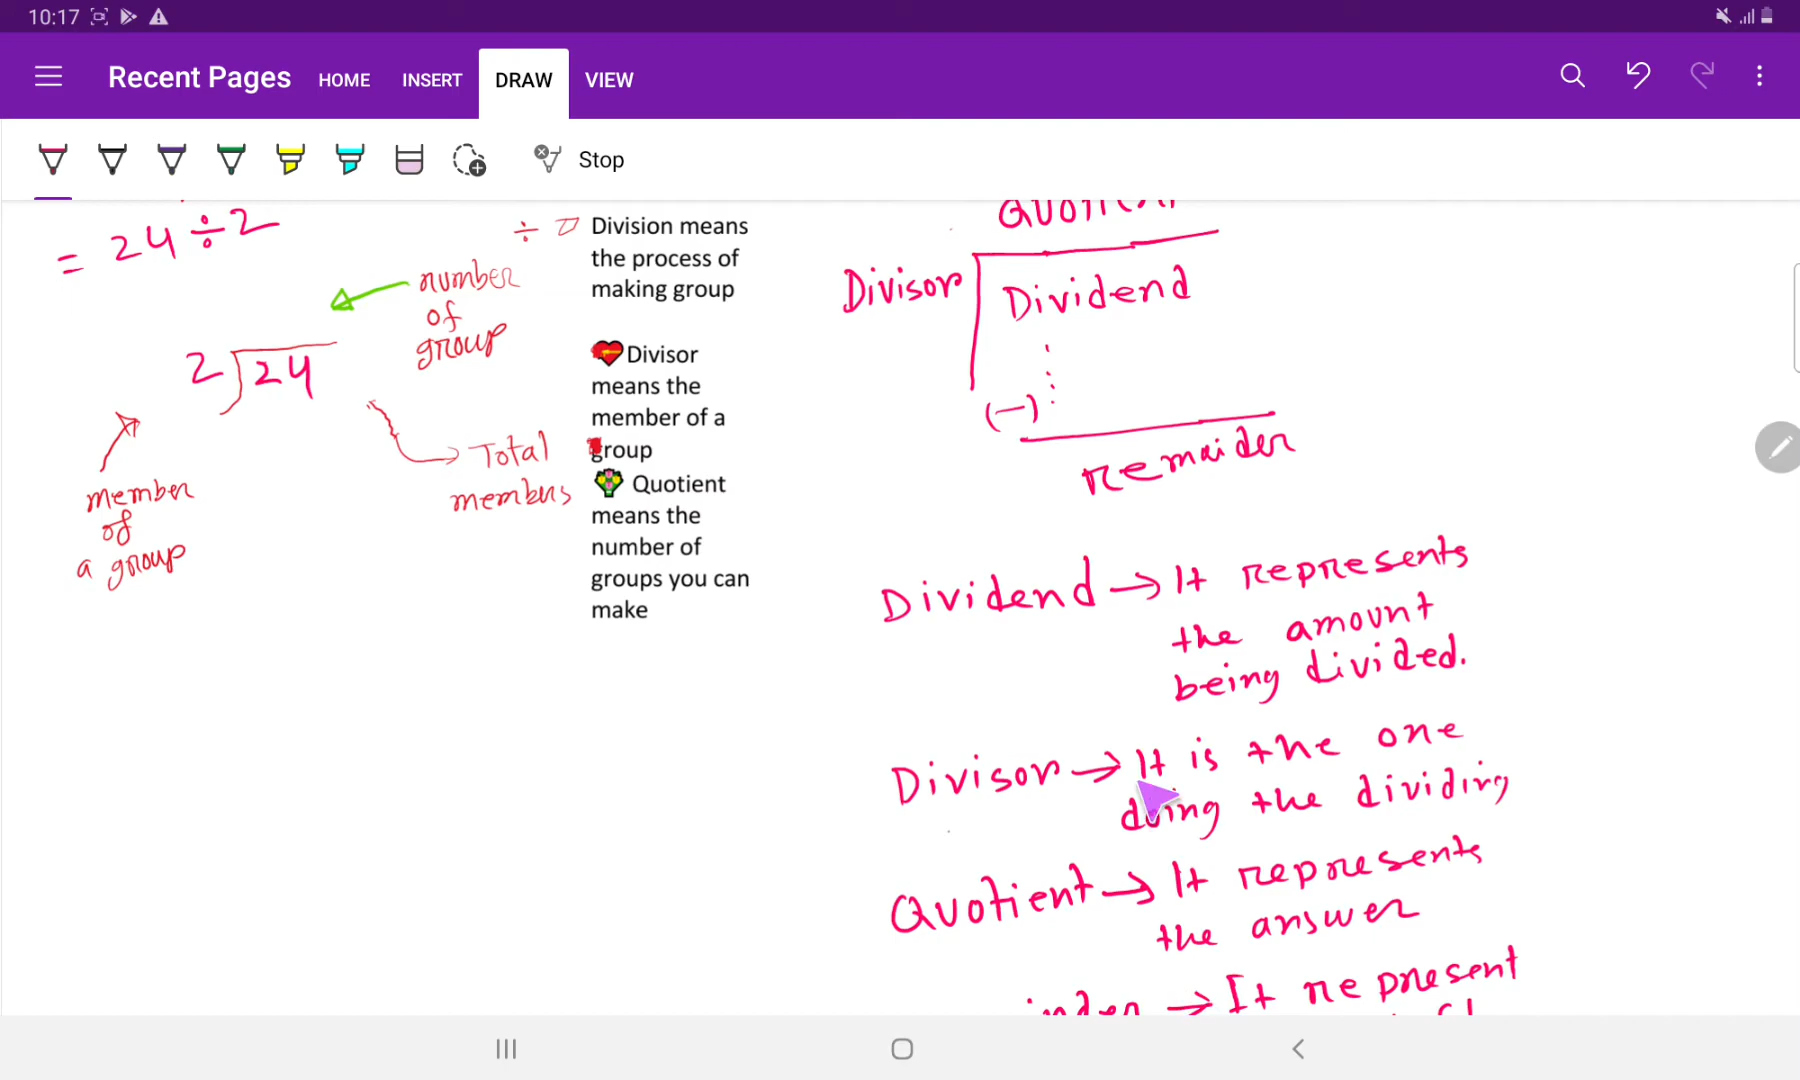 10:17
Recent Pages HOME INSERT DRAW VIEW
Stop
= 24 ÷ 2
2 24
number
of
group
Total
members
member
of
a group
÷
Division means
the process of
making group
Divisor
means the
member of a
group
Quotient
means the
number of
groups you can
make
Quotient
Divisor Dividend
(-)
remaider
Dividend → It represents
the amount
being divided.
Divisor → It is the one
doing the dividing
Quotient → It represents
the answer
→ It represent